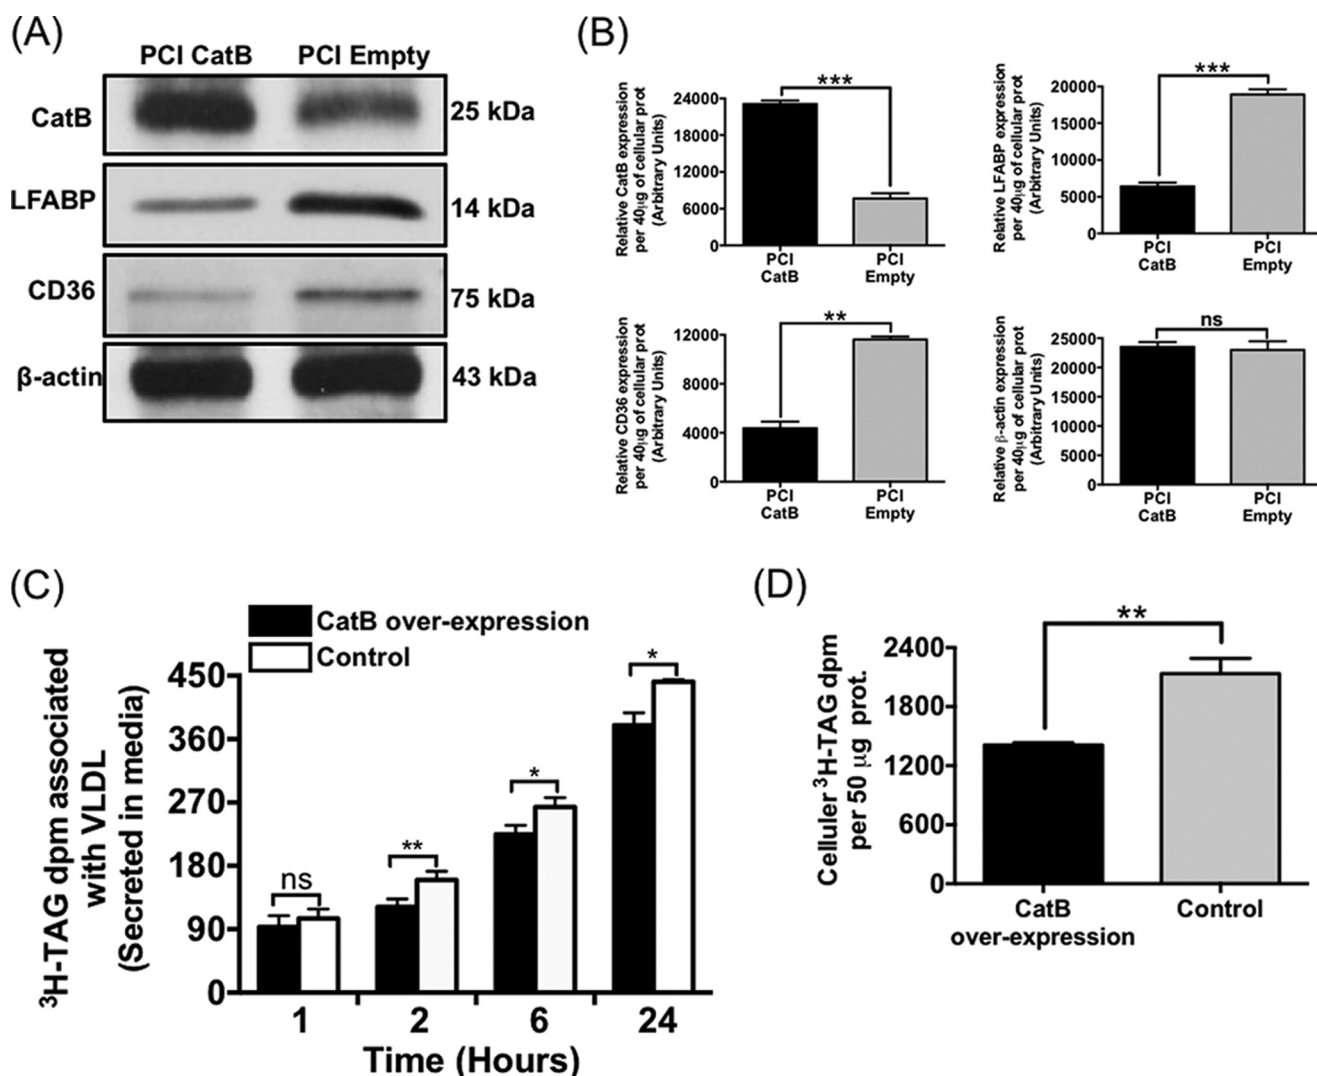 (A)
PCI CatB PCI Empty
CatB 25 kDa
LFABP 14 kDa
CD36 75 kDa
β-actin 43 kDa
(B)
Relative CatB expression
per 40µg of cellular prot
(Arbitrary Units)
24000
18000
12000
6000
0
***
PCI
CatB
PCI
Empty
Relative LFABP expression
per 40µg of cellular prot
(Arbitrary Units)
20000
15000
10000
5000
0
***
PCI
CatB
PCI
Empty
Relative CD36 expression
per 40µg of cellular prot
(Arbitrary Units)
12000
8000
4000
0
**
PCI
CatB
PCI
Empty
Relative β-actin expression
per 40µg of cellular prot
(Arbitrary Units)
25000
20000
15000
10000
5000
0
ns
PCI
CatB
PCI
Empty
(C)
CatB over-expression
Control
³H-TAG dpm associated
with VLDL
(Secreted in media)
450
360
270
180
90
0
ns
**
*
*
1 2 6 24
Time (Hours)
(D)
Celluler ³H-TAG dpm
per 50 µg prot.
2400
1800
1200
600
0
**
CatB
over-expression
Control